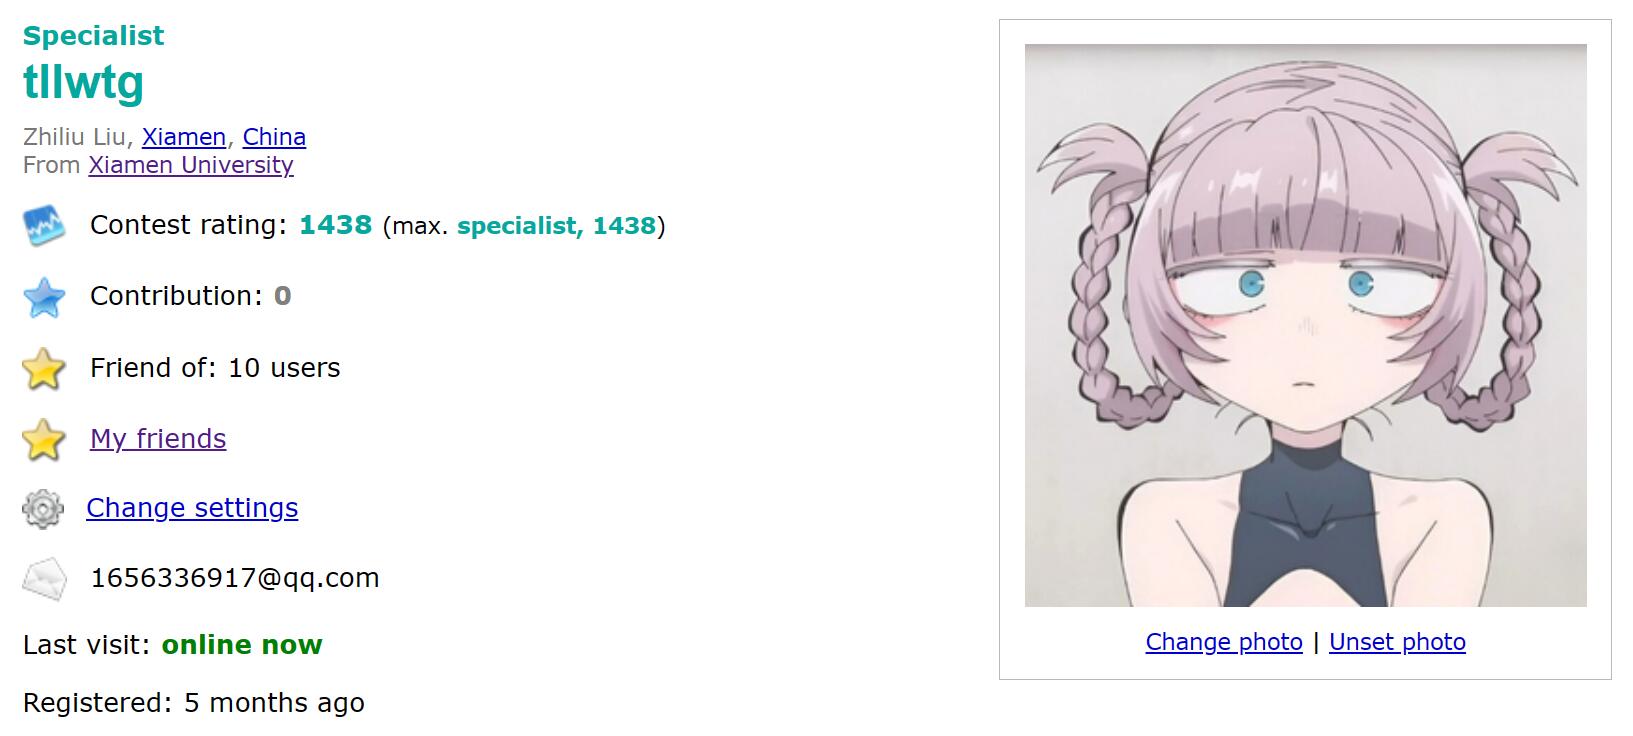 Specialist
tllwtg
Zhiliu Liu, Xiamen, China
From Xiamen University
Contest rating: 1438 (max. specialist, 1438)
Contribution: 0
Friend of: 10 users
My friends
Change settings
1656336917@qq.com
Last visit: online now
Registered: 5 months ago
Change photo | Unset photo